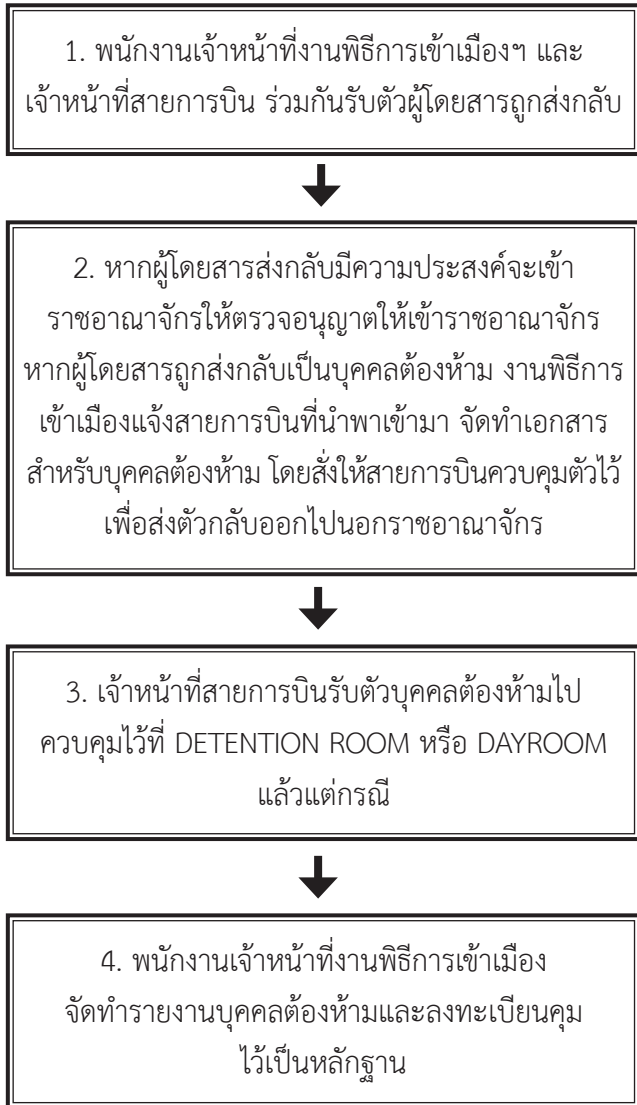 1. พนักงานเจ้าหน้าที่งานพิธีการเข้าเมืองฯ และ
เจ้าหน้าที่สายการบิน ร่วมกันรับตัวผู้โดยสารถูกส่งกลับ
2. หากผู้โดยสารส่งกลับมีความประสงค์จะเข้า
ราชอาณาจักรให้ตรวจอนุญาตให้เข้าราชอาณาจักร
หากผู้โดยสารถูกส่งกลับเป็นบุคคลต้องห้าม งานพิธีการ
เข้าเมืองแจ้งสายการบินที่นำพาเข้ามา จัดทำเอกสาร
สำหรับบุคคลต้องห้าม โดยสั่งให้สายการบินควบคุมตัวไว้
เพื่อส่งตัวกลับออกไปนอกราชอาณาจักร
3. เจ้าหน้าที่สายการบินรับตัวบุคคลต้องห้ามไป
ควบคุมไว้ที่ DETENTION ROOM หรือ DAYROOM
แล้วแต่กรณี
4. พนักงานเจ้าหน้าที่งานพิธีการเข้าเมือง
จัดทำรายงานบุคคลต้องห้ามและลงทะเบียนคุม
ไว้เป็นหลักฐาน